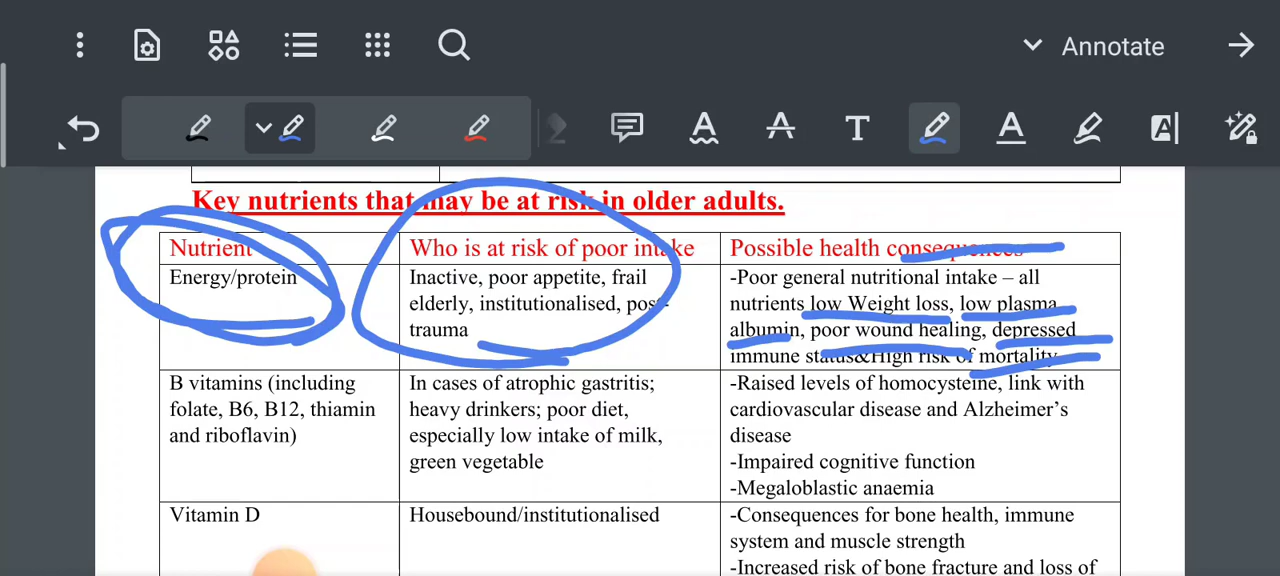 Annotate
T
A
Key nutrients that may be at risk in older adults.
Nutrient
Who is at risk of poor intake
Possible health consequences
Energy/protein
Inactive, poor appetite, frail
elderly, institutionalised, post-
trauma
-Poor general nutritional intake – all
nutrients low Weight loss, low plasma
albumin, poor wound healing, depressed
immune status&High risk of mortality
B vitamins (including
folate, B6, B12, thiamin
and riboflavin)
In cases of atrophic gastritis;
heavy drinkers; poor diet,
especially low intake of milk,
green vegetable
-Raised levels of homocysteine, link with
cardiovascular disease and Alzheimer's
disease
-Impaired cognitive function
-Megaloblastic anaemia
Vitamin D
Housebound/institutionalised
-Consequences for bone health, immune
system and muscle strength
-Increased risk of bone fracture and loss of